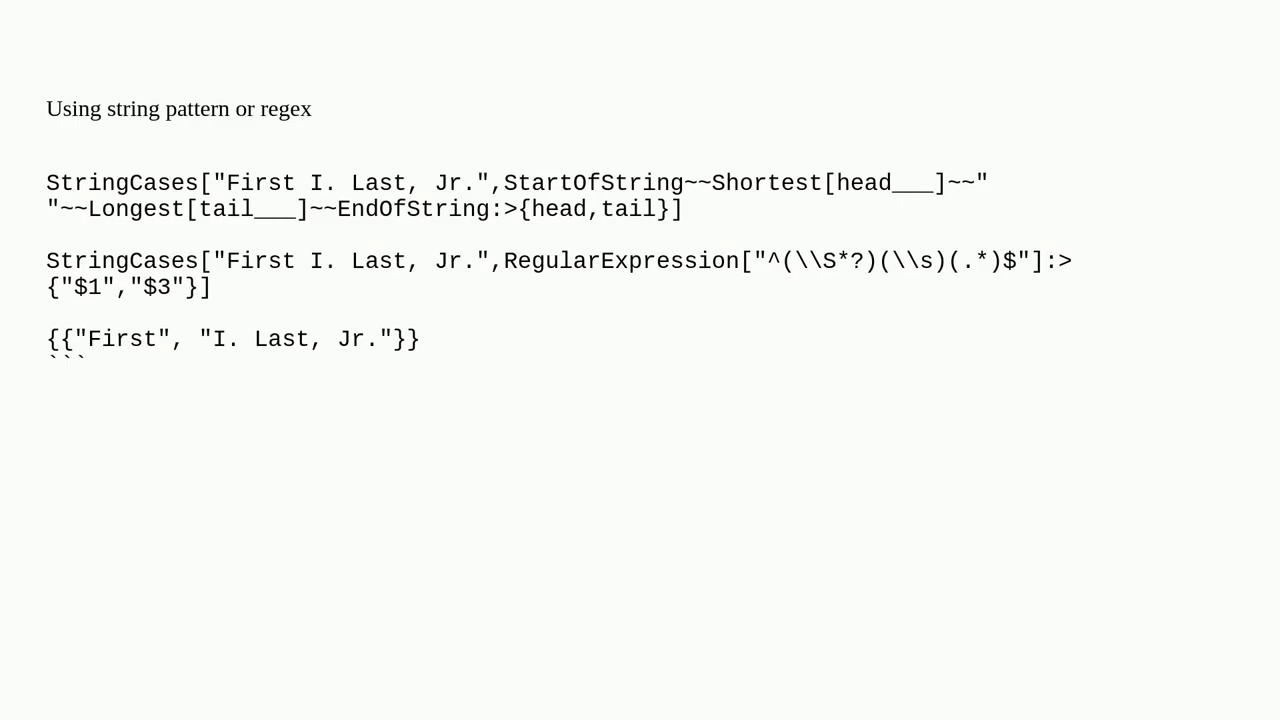 Using string pattern or regex
StringCases["First I. Last, Jr.",StartOfString~~Shortest[head___]~~"
"~~Longest[tail___]~~EndOfString:>{head,tail}]
StringCases["First I. Last, Jr.",RegularExpression["^(\\S*?)(\\s)(.*)$"]:>
{"$1","$3"}]
{{"First", "I. Last, Jr."}}
```